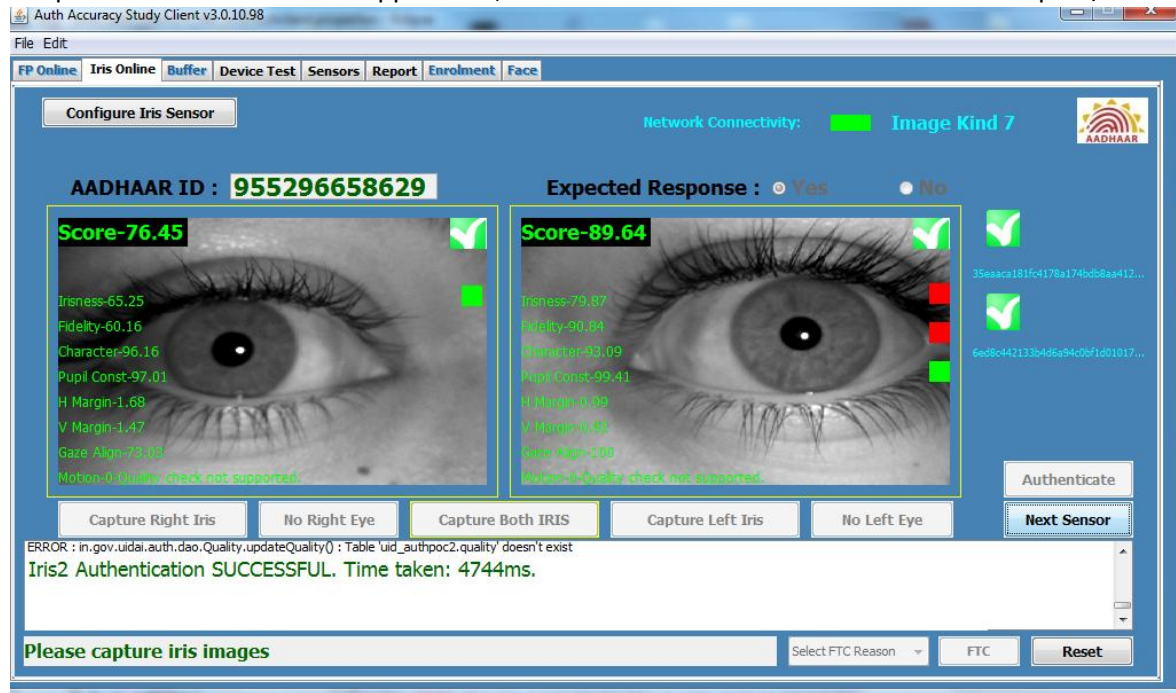 Auth Accuracy Study Client v3.0.10.98
File Edit
FP Online Iris Online Buffer Device Test Sensors Report Enrolment Face
Configure Iris Sensor
Network Connectivity: Image Kind 7
AADHAAR
AADHAAR ID : 955296658629 Expected Response : Yes No
Score-76.45
Irisness-65.25
Fidelity-60.16
Character-96.16
Pupil Const-97.01
H Margin-1.68
V Margin-1.47
Gaze Align-73.03
Motion-0-Quality check not supported.
Score-89.64
Irisness-79.87
Fidelity-90.84
Character-93.09
Pupil Const-99.41
H Margin-0.99
V Margin
Gaze Align-100
Motion-0-Quality check not supported.
35eaaca181fc4178a174bdb8aa412...
6ed8c442133b4d6a94c0bf1d01017...
Authenticate
Capture Right Iris No Right Eye Capture Both IRIS Capture Left Iris No Left Eye Next Sensor
ERROR : in.gov.uidai.auth.dao.Quality.updateQuality() : Table 'uid_authpoc2.quality' doesn't exist
Iris2 Authentication SUCCESSFUL. Time taken: 4744ms.
Please capture iris images Select FTC Reason FTC Reset